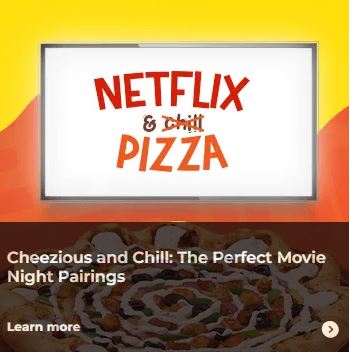 NETFLIX
& chill
PIZZA
Cheezious and Chill: The Perfect Movie
Night Pairings
Learn more